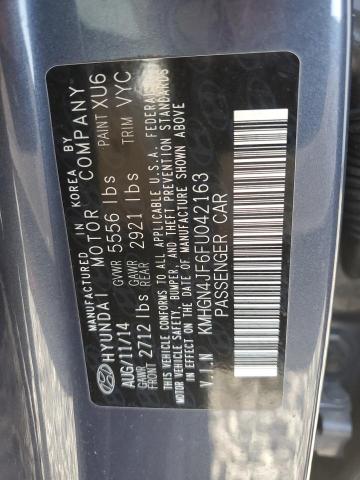 MANUFACTURED IN KOREA BY
HYUNDAI MOTOR COMPANY
AUG/11/14 GVWR 5556 lbs PAINT XU6
GAWR FRONT 2712 lbs GAWR REAR 2921 lbs TRIM VYC
THIS VEHICLE CONFORMS TO ALL APPLICABLE U.S.A. FEDERAL
MOTOR VEHICLE SAFETY, BUMPER, AND THEFT PREVENTION STANDARDS
IN EFFECT ON THE DATE OF MANUFACTURE SHOWN ABOVE.
V.I.N KMHGN4JF6FU042163
PASSENGER CAR